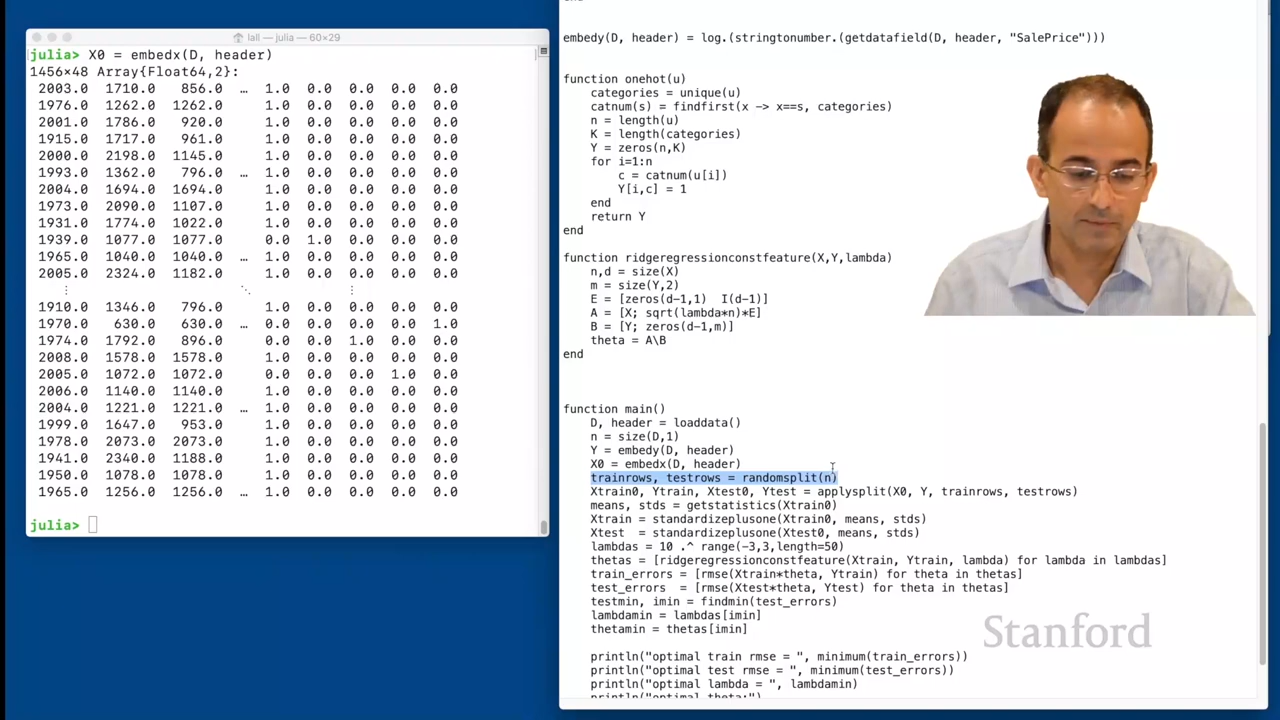 lall — julia — 60×29
julia> X0 = embedx(D, header)
1456×48 Array{Float64,2}:
2003.0 1710.0 856.0 … 1.0 0.0 0.0 0.0 0.0
1976.0 1262.0 1262.0 1.0 0.0 0.0 0.0 0.0
2001.0 1786.0 920.0 1.0 0.0 0.0 0.0 0.0
1915.0 1717.0 961.0 1.0 0.0 0.0 0.0 0.0
2000.0 2198.0 1145.0 1.0 0.0 0.0 0.0 0.0
1993.0 1362.0 796.0 … 1.0 0.0 0.0 0.0 0.0
2004.0 1694.0 1694.0 1.0 0.0 0.0 0.0 0.0
1973.0 2090.0 1107.0 1.0 0.0 0.0 0.0 0.0
1931.0 1774.0 1022.0 1.0 0.0 0.0 0.0 0.0
1939.0 1077.0 1077.0 0.0 1.0 0.0 0.0 0.0
1965.0 1040.0 1040.0 … 1.0 0.0 0.0 0.0 0.0
2005.0 2324.0 1182.0 1.0 0.0 0.0 0.0 0.0
⋮ ⋱ ⋮
1910.0 1346.0 796.0 1.0 0.0 0.0 0.0 0.0
1970.0 630.0 630.0 … 0.0 0.0 0.0 0.0 1.0
1974.0 1792.0 896.0 0.0 0.0 1.0 0.0 0.0
2008.0 1578.0 1578.0 1.0 0.0 0.0 0.0 0.0
2005.0 1072.0 1072.0 0.0 0.0 0.0 1.0 0.0
2006.0 1140.0 1140.0 1.0 0.0 0.0 0.0 0.0
2004.0 1221.0 1221.0 … 1.0 0.0 0.0 0.0 0.0
1999.0 1647.0 953.0 1.0 0.0 0.0 0.0 0.0
1978.0 2073.0 2073.0 1.0 0.0 0.0 0.0 0.0
1941.0 2340.0 1188.0 1.0 0.0 0.0 0.0 0.0
1950.0 1078.0 1078.0 1.0 0.0 0.0 0.0 0.0
1965.0 1256.0 1256.0 … 1.0 0.0 0.0 0.0 0.0
julia>
embedy(D, header) = log.(stringtonumber.(getdatafield(D, header, "SalePrice")))
function onehot(u)
categories = unique(u)
catnum(s) = findfirst(x -> x==s, categories)
n = length(u)
K = length(categories)
Y = zeros(n,K)
for i=1:n
c = catnum(u[i])
Y[i,c] = 1
end
return Y
end
function ridgeregressionconstfeature(X,Y,lambda)
n,d = size(X)
m = size(Y,2)
E = [zeros(d-1,1) I(d-1)]
A = [X; sqrt(lambda*n)*E]
B = [Y; zeros(d-1,m)]
theta = A\B
end
function main()
D, header = loaddata()
n = size(D,1)
Y = embedy(D, header)
X0 = embedx(D, header)
trainrows, testrows = randomsplit(n)
Xtrain0, Ytrain, Xtest0, Ytest = applysplit(X0, Y, trainrows, testrows)
means, stds = getstatistics(Xtrain0)
Xtrain = standardizeplusone(Xtrain0, means, stds)
Xtest = standardizeplusone(Xtest0, means, stds)
lambdas = 10 .^ range(-3,3,length=50)
thetas = [ridgeregressionconstfeature(Xtrain, Ytrain, lambda) for lambda in lambdas]
train_errors = [rmse(Xtrain*theta, Ytrain) for theta in thetas]
test_errors = [rmse(Xtest*theta, Ytest) for theta in thetas]
testmin, imin = findmin(test_errors)
lambdamin = lambdas[imin]
thetamin = thetas[imin]
println("optimal train rmse = ", minimum(train_errors))
println("optimal test rmse = ", minimum(test_errors))
println("optimal lambda = ", lambdamin)
println("optimal theta:")
Stanford